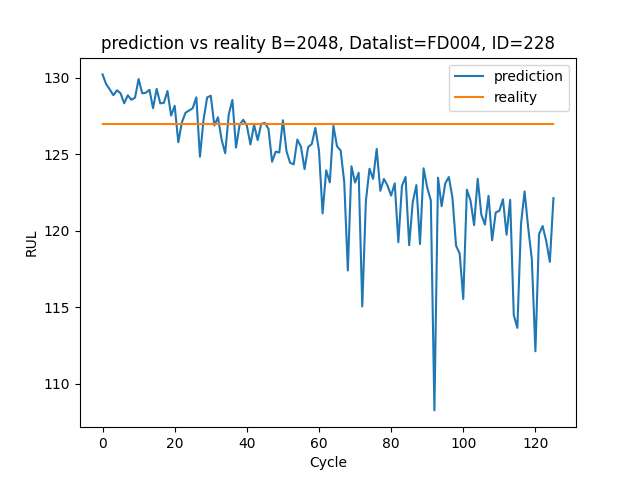 prediction vs reality B=2048, Datalist=FD004, ID=228
prediction
reality
RUL
130
125
120
115
110
0 20 40 60 80 100 120
Cycle